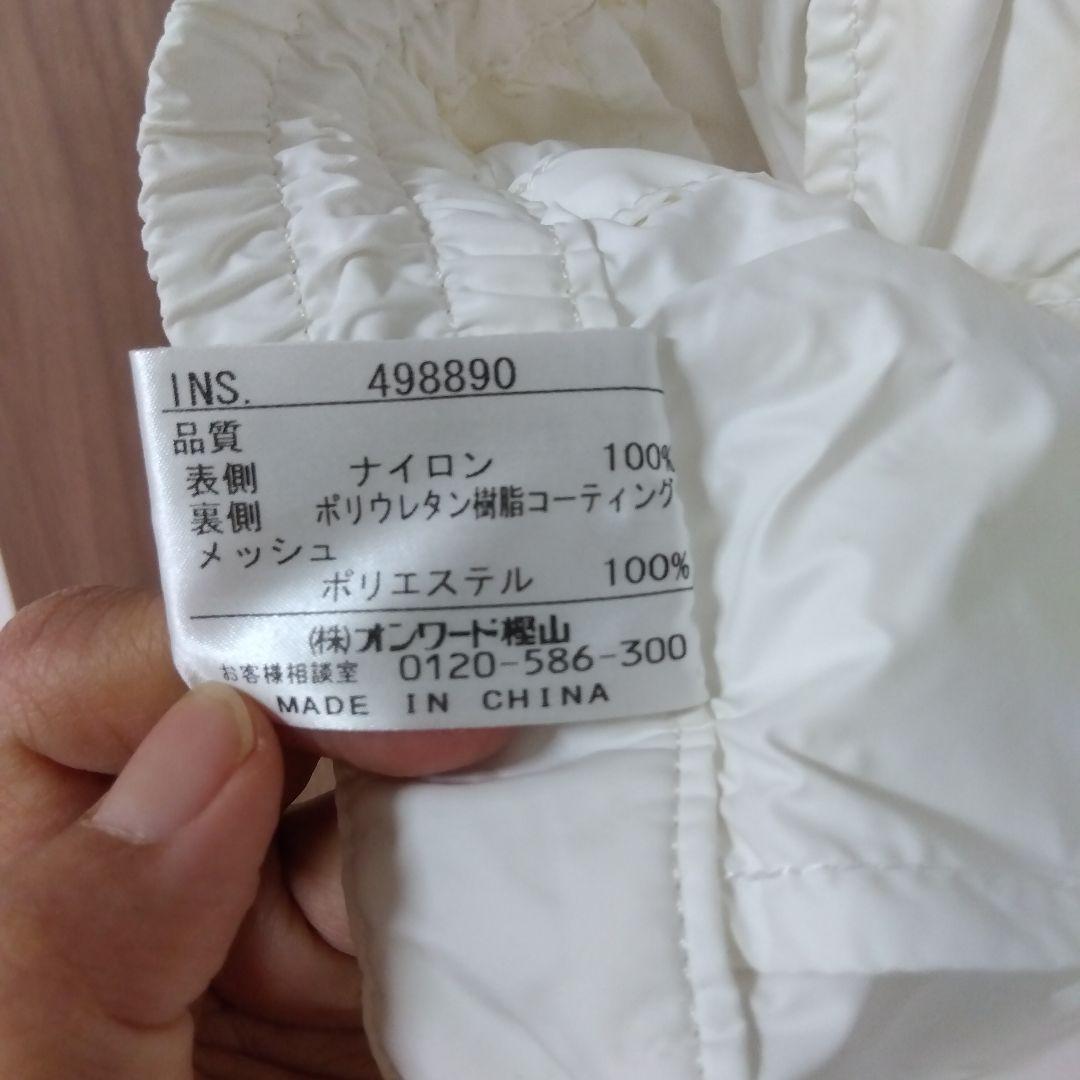 INS. 498890
品質
表側 ナイロン 100%
裏側 ポリウレタン樹脂コーティング
メッシュ
ポリエステル 100%
(株)オンワード樫山
お客様相談室 0120-586-300
MADE IN CHINA